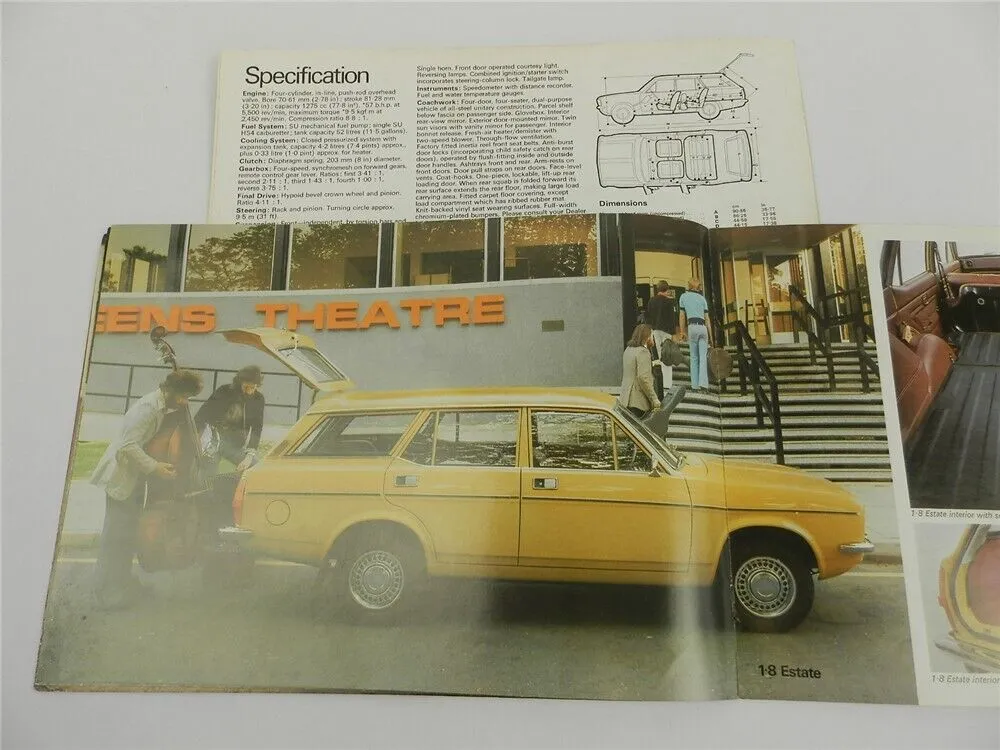 Specification
Engine: Four-cylinder, in-line, push-rod overhead
valve. Bore 70·61 mm (2·78 in) : stroke 81·28 mm
(3·20 in) : capacity 1275 cc (77·8 in³). *57 b.h.p. at
5,500 rev/min, maximum torque *9·5 kgf m at
2,450 rev/min. Compression ratio 8·8 : 1.
Fuel System: SU mechanical fuel pump; single SU
HS4 carburetter; tank capacity 52 litres (11·5 gallons).
Cooling System: Closed pressurized system with
expansion tank, capacity 4·2 litres (7·4 pints) approx.,
plus 0·33 litre (1·0 pint) approx. for heater.
Clutch: Diaphragm spring, 203 mm (8 in) diameter.
Gearbox: Four-speed, synchromesh on forward gears,
remote control gear lever. Ratios: first 3·41 : 1,
second 2·11 : 1, third 1·43 : 1, fourth 1·00 : 1,
reverse 3·75 : 1.
Final Drive: Hypoid bevel crown wheel and pinion.
Ratio 4·11 : 1.
Steering: Rack and pinion. Turning circle approx.
9·5 m (31 ft).
independent, by torsion bars and
Single horn. Front door operated courtesy light.
Reversing lamps. Combined ignition/starter switch
incorporates steering-column lock. Tailgate lamp.
Instruments: Speedometer with distance recorder.
Fuel and water temperature gauges.
Coachwork: Four-door, four-seater, dual-purpose
vehicle of all-steel unitary construction. Parcel shelf
below fascia on passenger side. Glovebox. Interior
rear-view mirror. Exterior door-mounted mirror. Twin
sun visors with vanity mirror for passenger. Interior
bonnet release. Fresh-air heater/demister with
two-speed blower. Through-flow ventilation.
Factory fitted inertia reel front seat belts. Anti-burst
door locks (incorporating child safety catch on rear
doors), operated by flush-fitting inside and outside
door handles. Ashtrays front and rear. Arm rests on
front doors. Door pull straps on rear doors. Face-level
vents. Coat-hooks. One-piece, lockable, lift-up rear
loading door. When rear squab is folded forward its
rear surface extends the rear floor, making large load
carrying area. Fitted carpet floor covering, except
load compartment which has ribbed rubber mat.
Knit-backed vinyl seat wearing surfaces. Full-width
chromium-plated bumpers. Please consult your Dealer
Dimensions
cm in
A 90·86 35·77
B
C
D
EENS THEATRE
1·8 Estate
1·8 Estate interior with
1·8 Estate interior